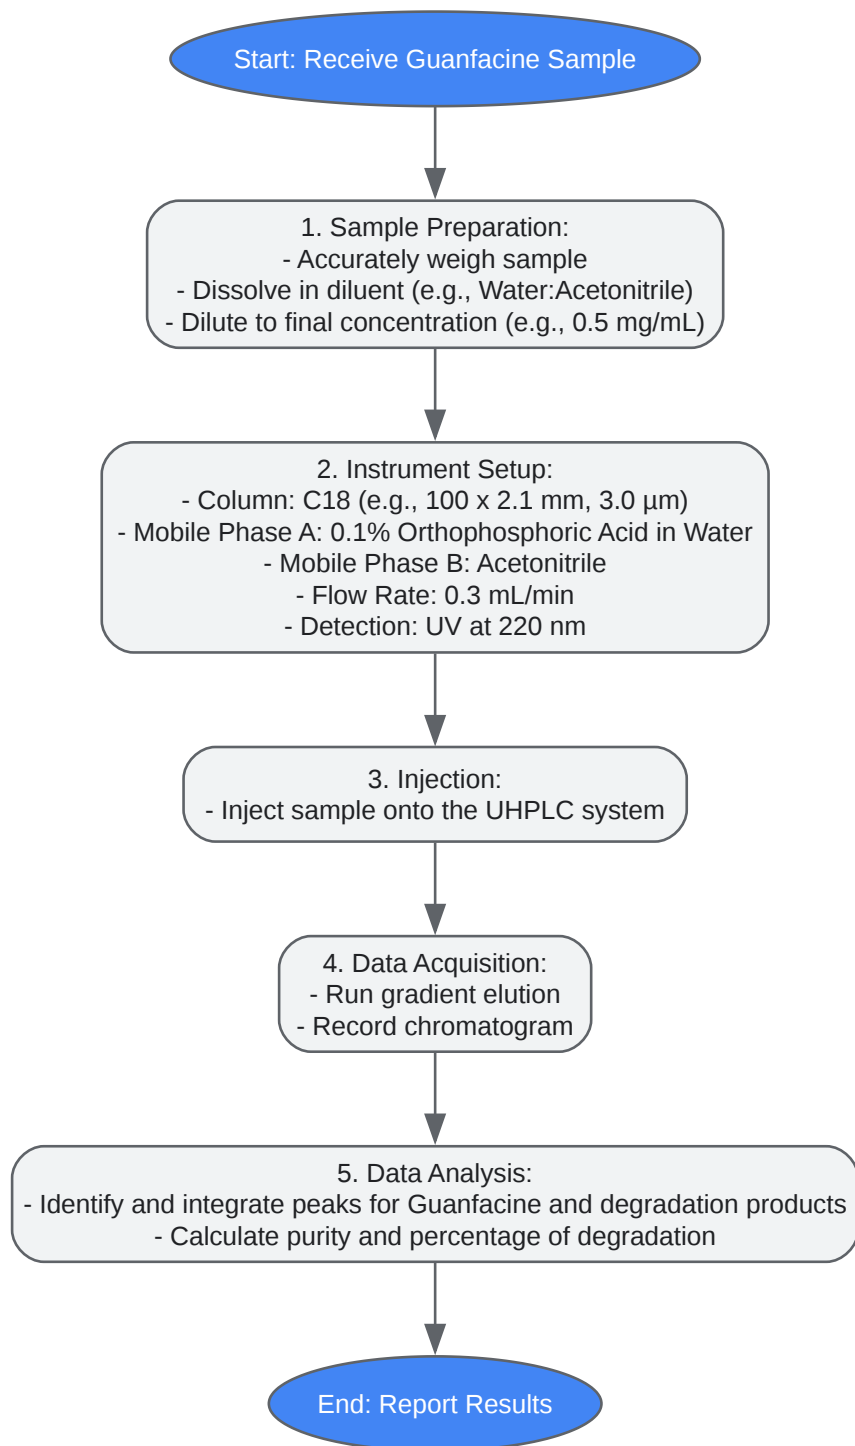 Start: Receive Guanfacine Sample
1. Sample Preparation:
- Accurately weigh sample
- Dissolve in diluent (e.g., Water:Acetonitrile)
- Dilute to final concentration (e.g., 0.5 mg/mL)
2. Instrument Setup:
- Column: C18 (e.g., 100 x 2.1 mm, 3.0 µm)
- Mobile Phase A: 0.1% Orthophosphoric Acid in Water
- Mobile Phase B: Acetonitrile
- Flow Rate: 0.3 mL/min
- Detection: UV at 220 nm
3. Injection:
- Inject sample onto the UHPLC system
4. Data Acquisition:
- Run gradient elution
- Record chromatogram
5. Data Analysis:
- Identify and integrate peaks for Guanfacine and degradation products
- Calculate purity and percentage of degradation
End: Report Results